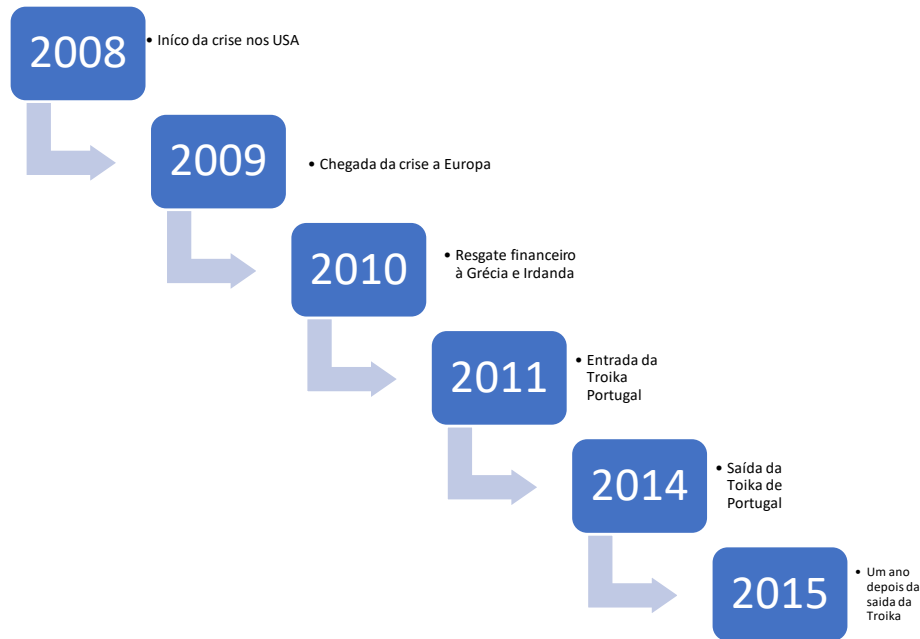 2008
• Iníco da crise nos USA
2009
• Chegada da crise a Europa
2010
• Resgate financeiro
à Grécia e Irdanda
2011
• Entrada da
Troika
Portugal
2014
• Saída da
Toika de
Portugal
2015
• Um ano
depois da
saida da
Troika